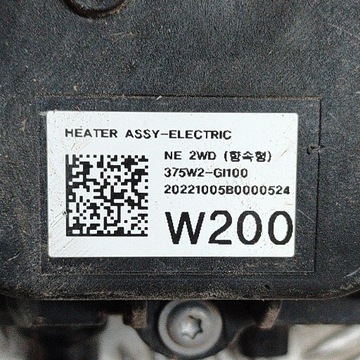 HEATER ASSY-ELECTRIC
NE 2WD (항속형)
375W2-GI100
20221005B0000524
W200